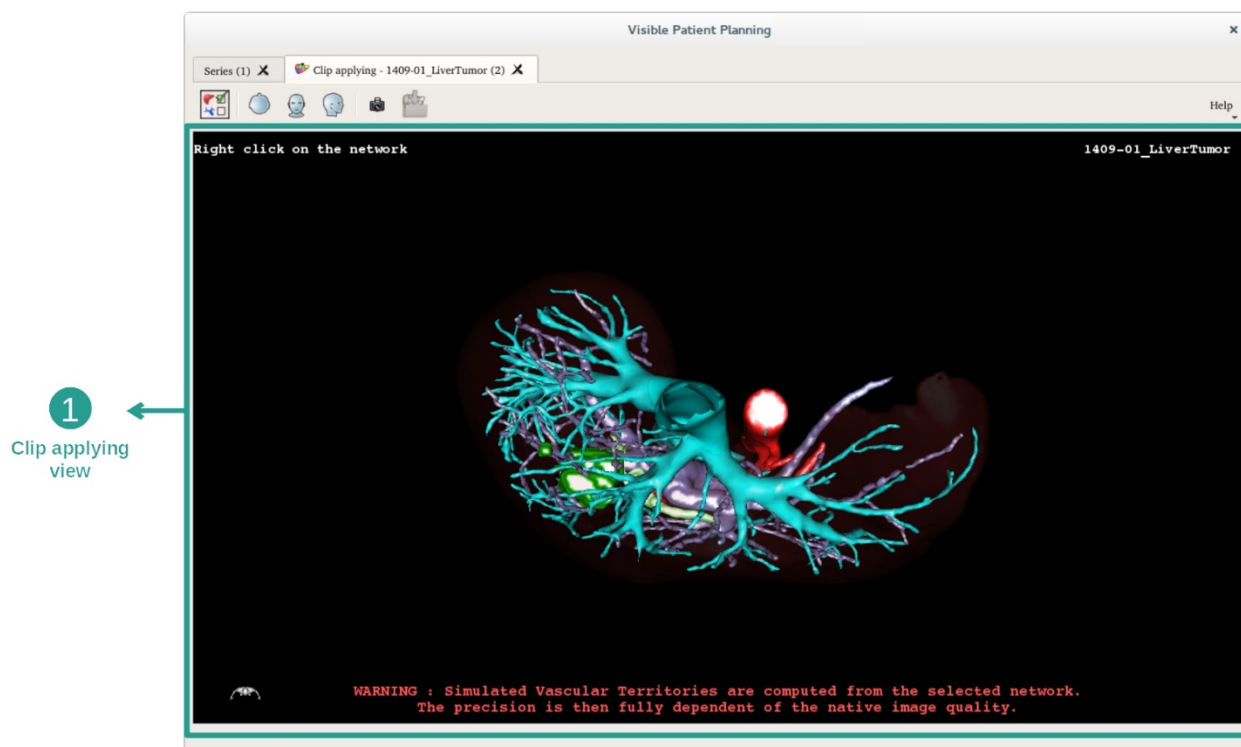 Visible Patient Planning
Series (1)
Clip applying - 1409-01_LiverTumor (2)
Help
Right click on the network
1409-01_LiverTumor
1
Clip applying
view
WARNING : Simulated Vascular Territories are computed from the selected network.
The precision is then fully dependent of the native image quality.